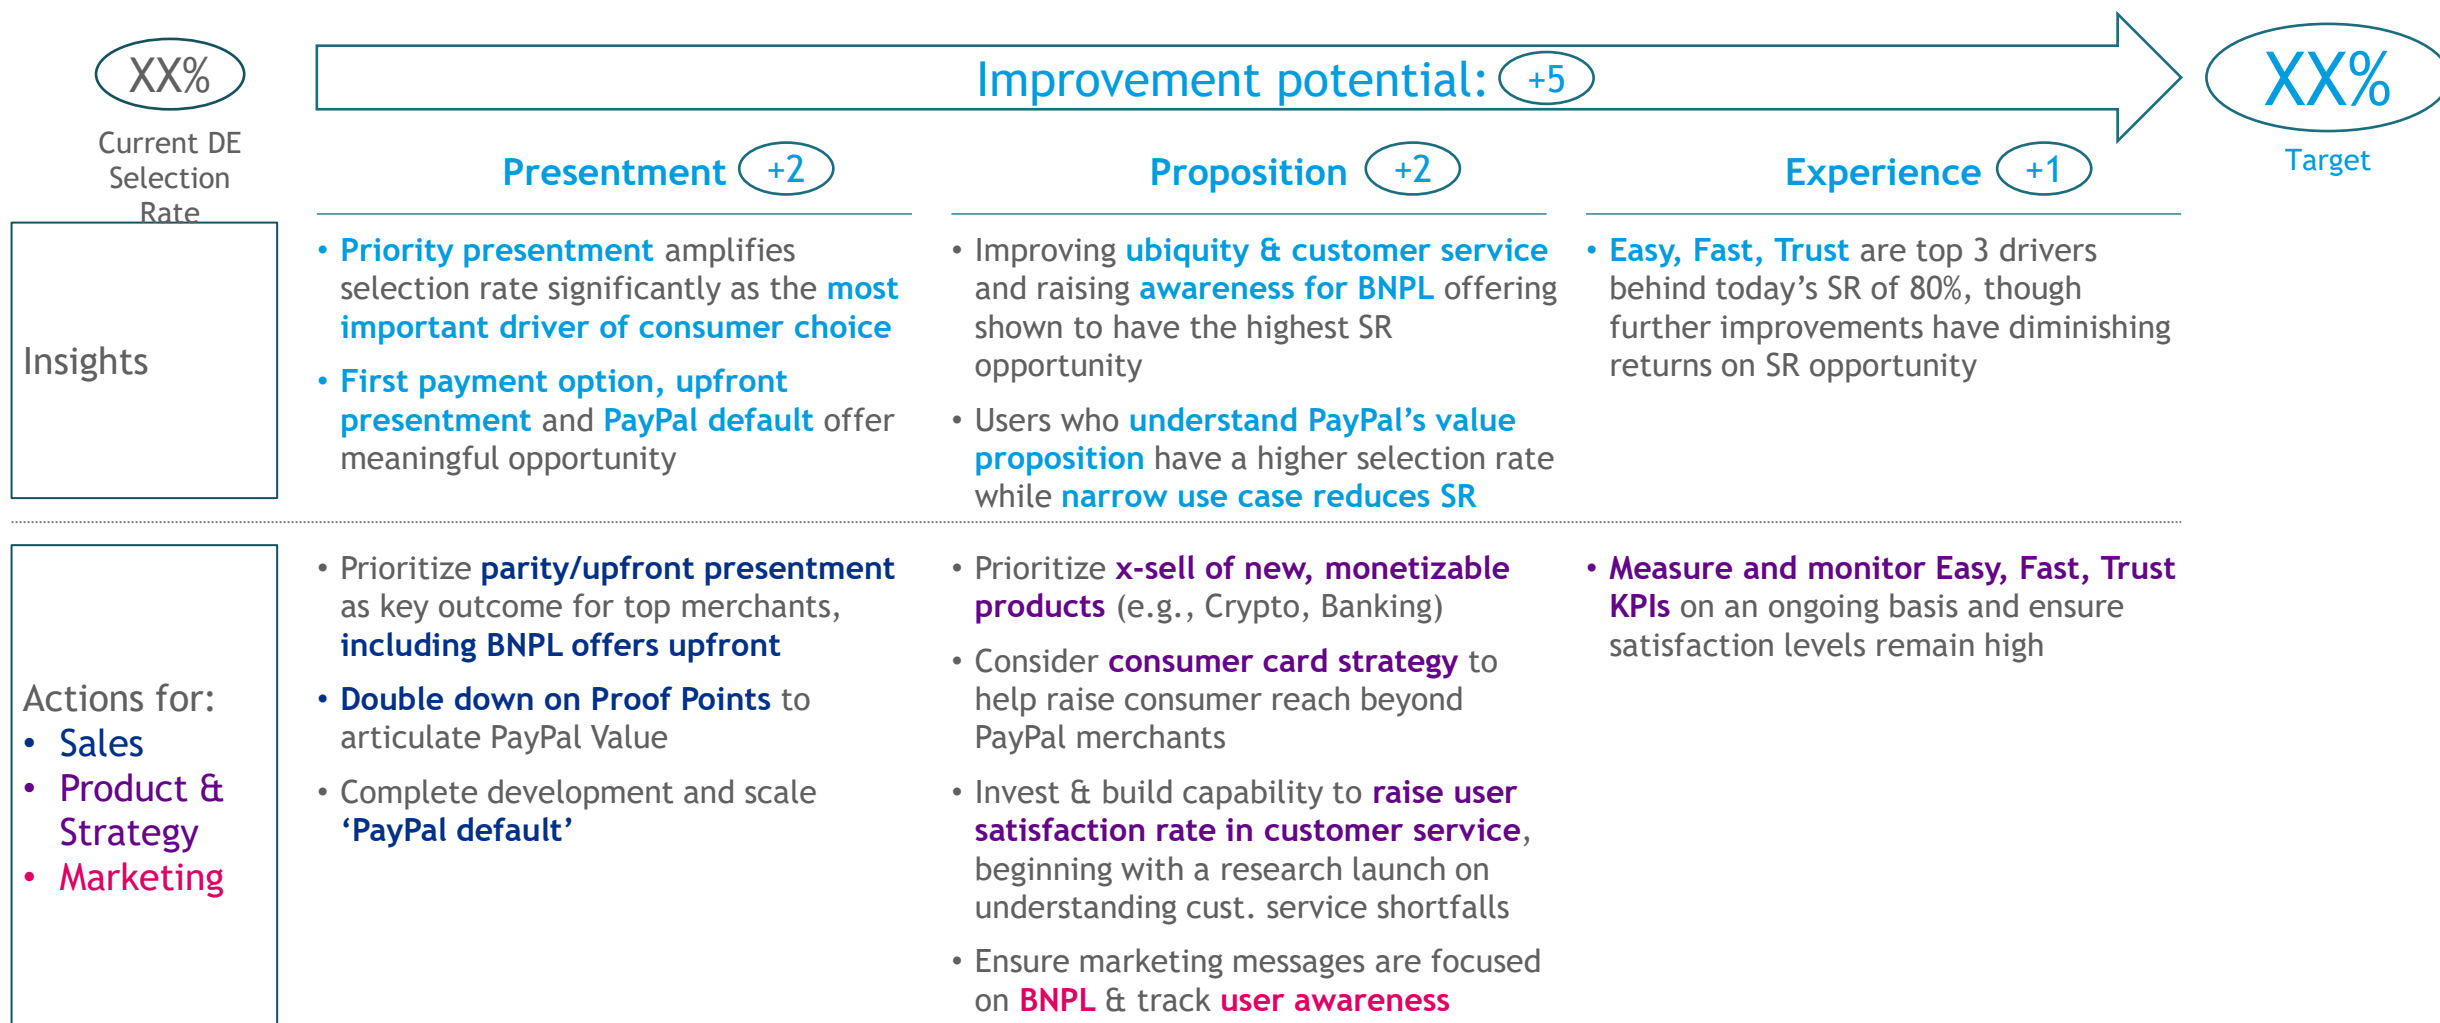 XX%
Current DE
Selection
Rate
Improvement potential: +5
XX%
Target
Presentment +2
Proposition +2
Experience +1
Insights
• Priority presentment amplifies
selection rate significantly as the most
important driver of consumer choice
• First payment option, upfront
presentment and PayPal default offer
meaningful opportunity
• Improving ubiquity & customer service
and raising awareness for BNPL offering
shown to have the highest SR
opportunity
• Users who understand PayPal’s value
proposition have a higher selection rate
while narrow use case reduces SR
• Easy, Fast, Trust are top 3 drivers
behind today’s SR of 80%, though
further improvements have diminishing
returns on SR opportunity
Actions for:
• Sales
• Product &
Strategy
• Marketing
• Prioritize parity/upfront presentment
as key outcome for top merchants,
including BNPL offers upfront
• Double down on Proof Points to
articulate PayPal Value
• Complete development and scale
‘PayPal default’
• Prioritize x-sell of new, monetizable
products (e.g., Crypto, Banking)
• Consider consumer card strategy to
help raise consumer reach beyond
PayPal merchants
• Invest & build capability to raise user
satisfaction rate in customer service,
beginning with a research launch on
understanding cust. service shortfalls
• Ensure marketing messages are focused
on BNPL & track user awareness
• Measure and monitor Easy, Fast, Trust
KPIs on an ongoing basis and ensure
satisfaction levels remain high